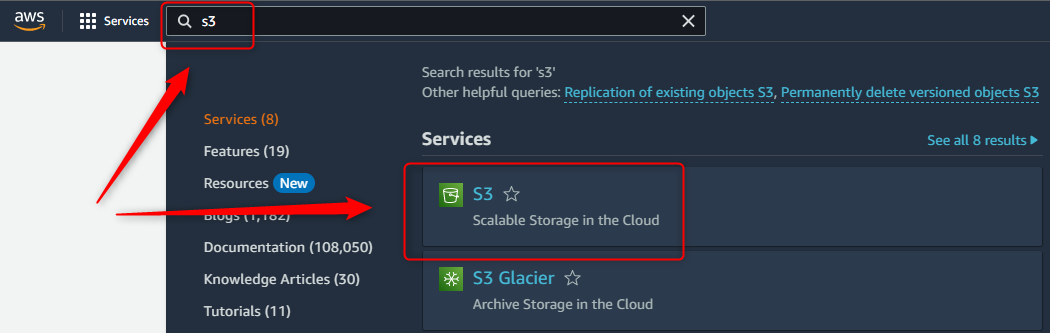 aws
Services
s3
Search results for 's3'
Other helpful queries: Replication of existing objects S3, Permanently delete versioned objects S3
Services (8)
Features (19)
Resources New
Blogs (1,182)
Documentation (108,050)
Knowledge Articles (30)
Tutorials (11)
Services
See all 8 results
S3
Scalable Storage in the Cloud
S3 Glacier
Archive Storage in the Cloud